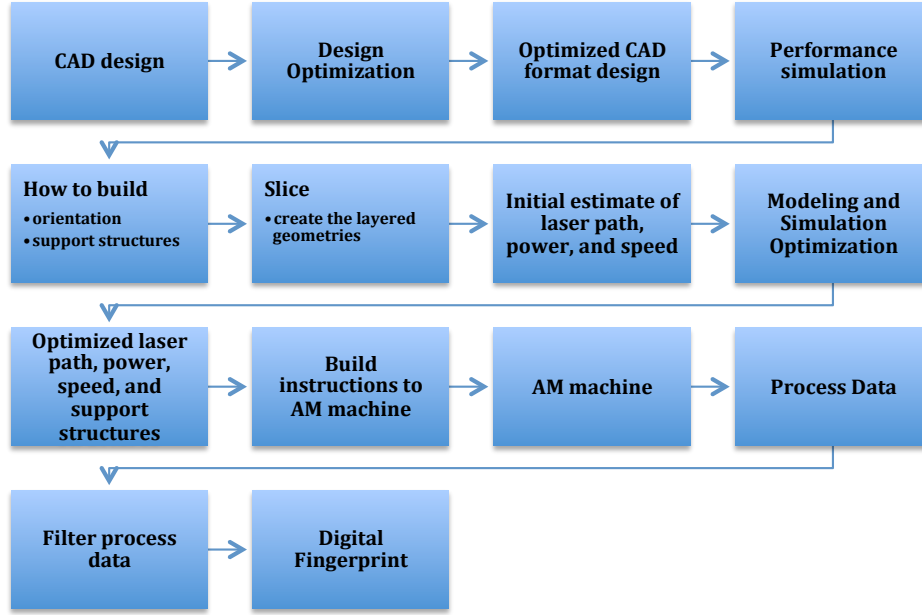 CAD design
Design
Optimization
Optimized CAD
format design
Performance
simulation
How to build
• orientation
• support structures
Slice
• create the layered
geometries
Initial estimate of
laser path,
power, and speed
Modeling and
Simulation
Optimization
Optimized laser
path, power,
speed, and
support
structures
Build
instructions to
AM machine
AM machine
Process Data
Filter process
data
Digital
Fingerprint